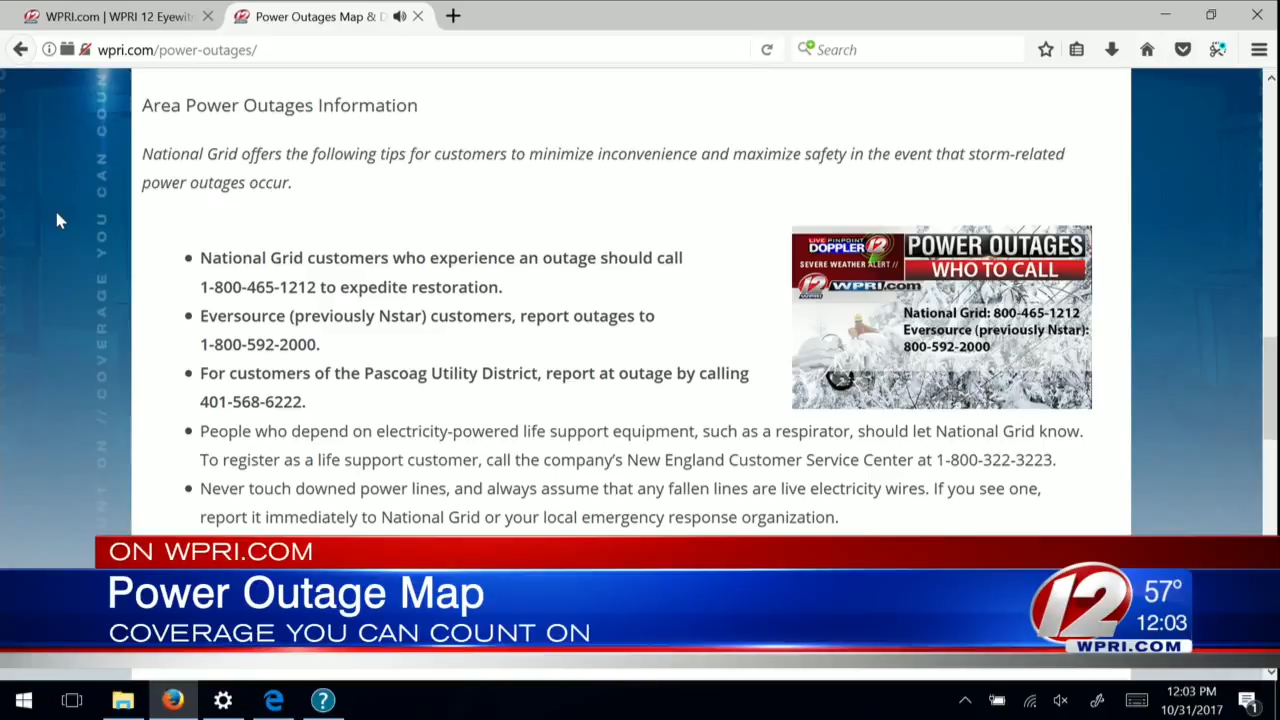 WPRI.com | WPRI 12 Eyewit
Power Outages Map & D
wpri.com/power-outages/
Search
Area Power Outages Information
National Grid offers the following tips for customers to minimize inconvenience and maximize safety in the event that storm-related
power outages occur.
National Grid customers who experience an outage should call
1-800-465-1212 to expedite restoration.
Eversource (previously Nstar) customers, report outages to
1-800-592-2000.
For customers of the Pascoag Utility District, report at outage by calling
401-568-6222.
LIVE PINPOINT
DOPPLER 12
SEVERE WEATHER ALERT //
12 WPRI.com
WPRI
POWER OUTAGES
WHO TO CALL
National Grid: 800-465-1212
Eversource (previously Nstar):
800-592-2000
People who depend on electricity-powered life support equipment, such as a respirator, should let National Grid know.
To register as a life support customer, call the company's New England Customer Service Center at 1-800-322-3223.
Never touch downed power lines, and always assume that any fallen lines are live electricity wires. If you see one,
report it immediately to National Grid or your local emergency response organization.
COVERAGE YOU CAN COUN
UNT ON // COVERAGE
ON WPRI.COM
Power Outage Map
COVERAGE YOU CAN COUNT ON
12
57°
12:03
WPRI.COM
12:03 PM
10/31/2017
1